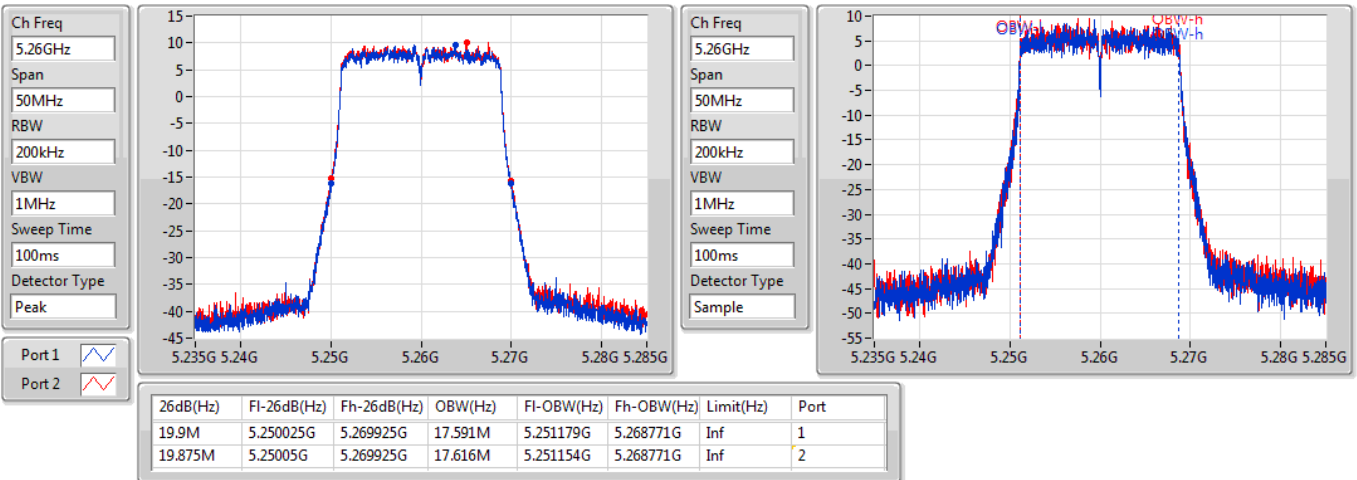 Ch Freq
5.26GHz
Span
50MHz
RBW
200kHz
VBW
1MHz
Sweep Time
100ms
Detector Type
Peak
Port 1
Port 2
15
10
5
0
-5
-10
-15
-20
-25
-30
-35
-40
-45
5.235G 5.24G 5.25G 5.26G 5.27G 5.28G 5.285G
Ch Freq
5.26GHz
Span
50MHz
RBW
200kHz
VBW
1MHz
Sweep Time
100ms
Detector Type
Sample
10
5
0
-5
-10
-15
-20
-25
-30
-35
-40
-45
-50
-55
OBW-h
OBW-h
5.235G 5.24G 5.25G 5.26G 5.27G 5.28G 5.285G
26dB(Hz) Fl-26dB(Hz) Fh-26dB(Hz) OBW(Hz) Fl-OBW(Hz) Fh-OBW(Hz) Limit(Hz) Port
19.9M 5.250025G 5.269925G 17.591M 5.251179G 5.268771G Inf 1
19.875M 5.25005G 5.269925G 17.616M 5.251154G 5.268771G Inf 2